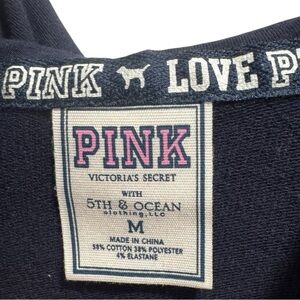 PINK LOVE P
PINK
VICTORIA'S SECRET
WITH
5TH & OCEAN
clothing, LLC
M
MADE IN CHINA
58% COTTON 38% POLYESTER
4% ELASTANE